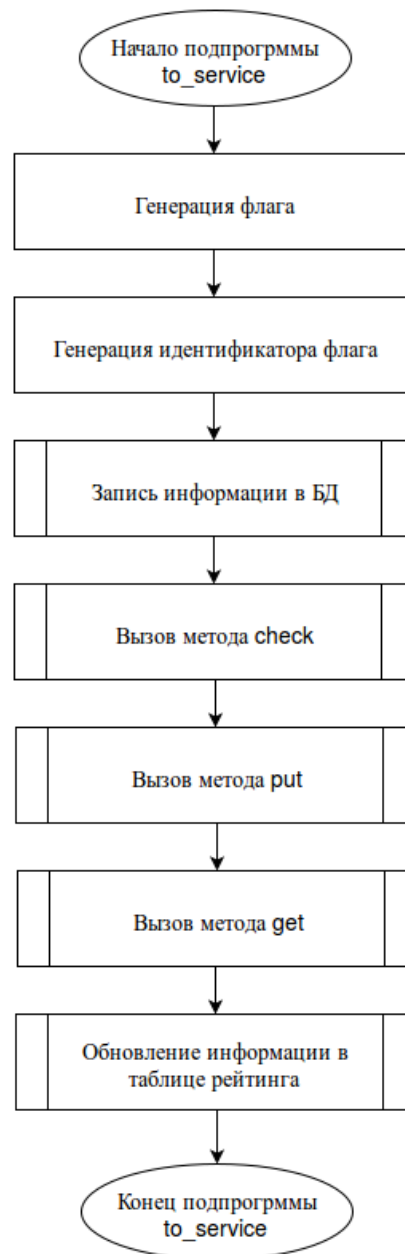 Начало подпрогрммы
to_service
Генерация флага
Генерация идентификатора флага
Запись информации в БД
Вызов метода check
Вызов метода put
Вызов метода get
Обновление информации в
таблице рейтинга
Конец подпрогрммы
to_service